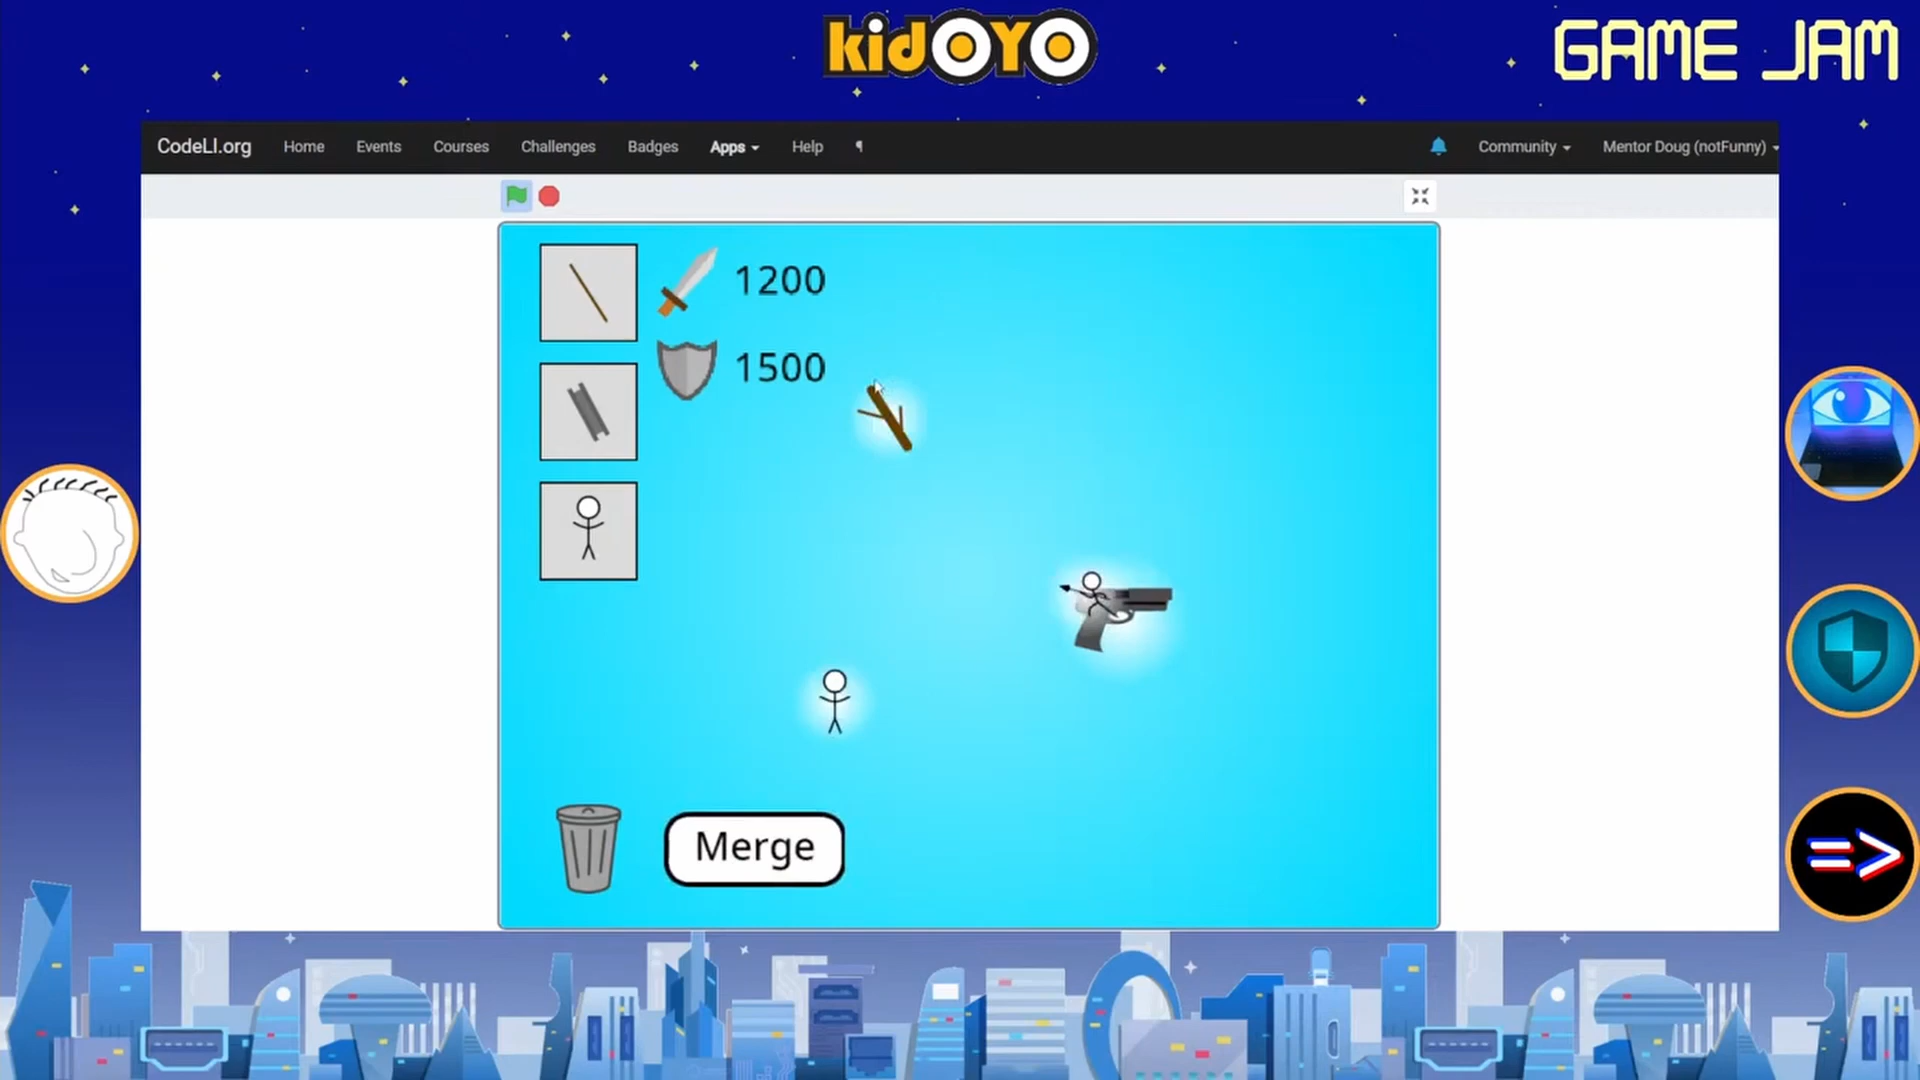 kidOYO
GAME JAM
CodeLI.org Home Events Courses Challenges Badges Apps Help ¶ Community Mentor Doug (notFunny)
1200
1500
Merge
=>